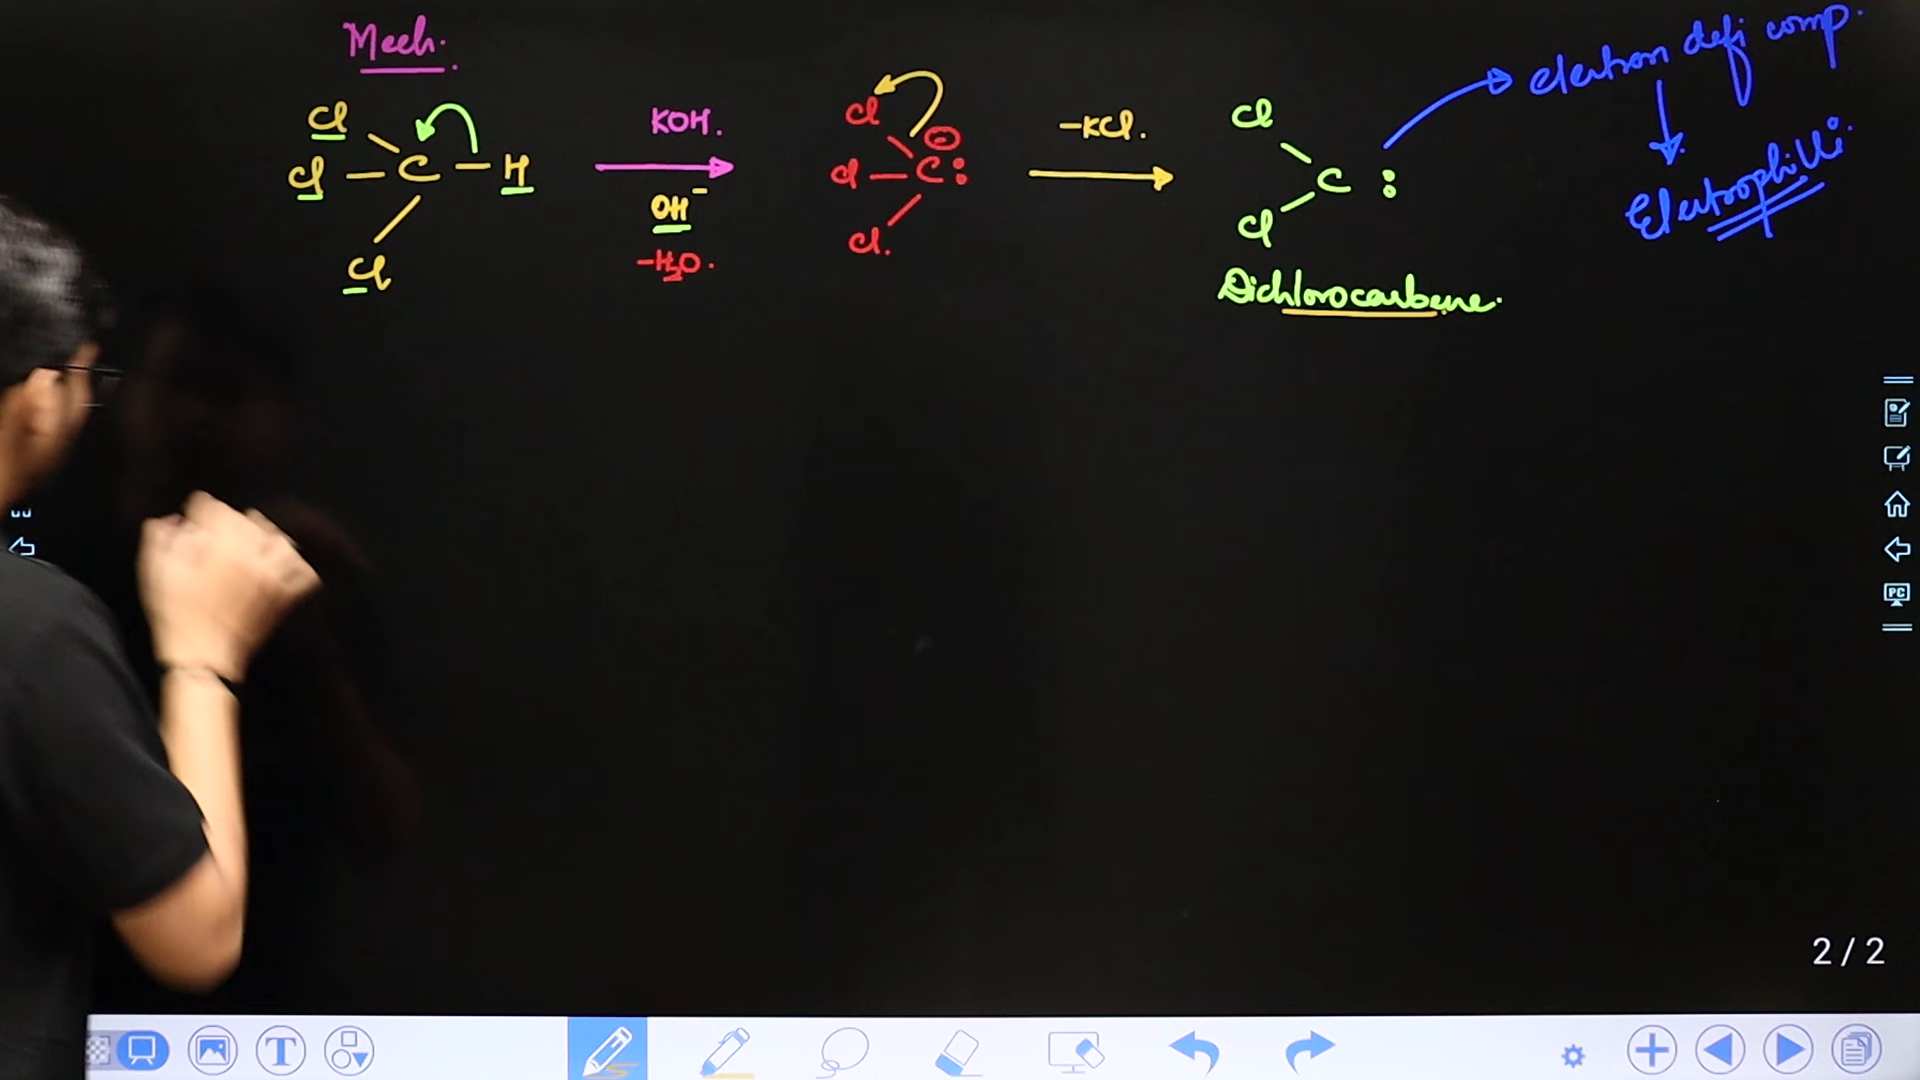 Mech.
Cl
Cl — C — H
Cl
KOH.
OH⁻
-H₂O.
Cl
Cl — C:
⊖
Cl.
-KCl.
Cl
C :
Cl
Dichlorocarbene.
electron defi comp.
Electrophilic
2 / 2
T
PC